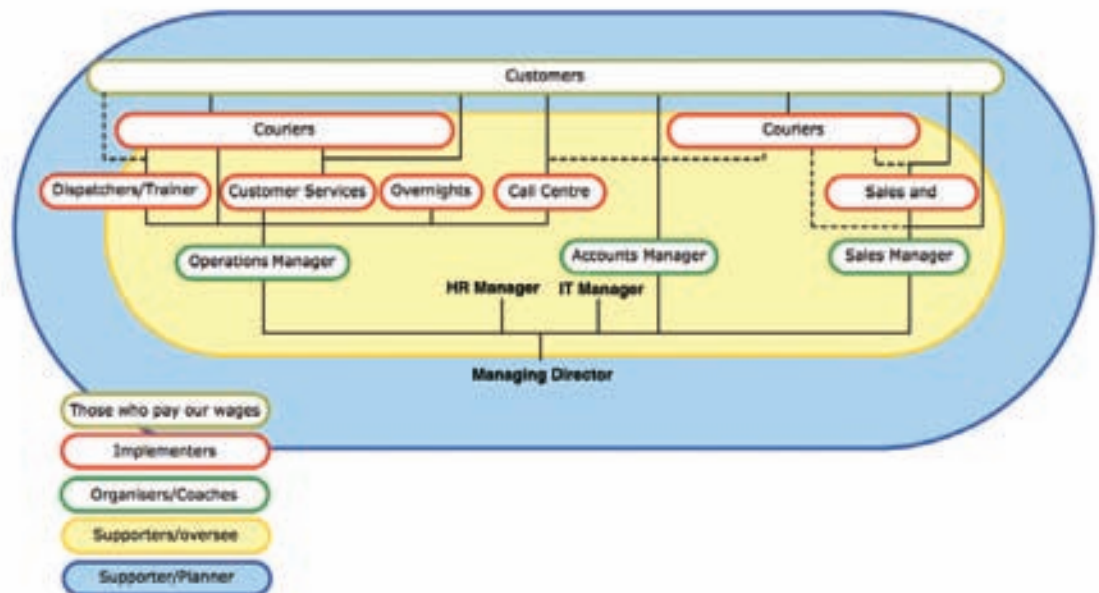 Customers
Couriers
Couriers
Dispatchers/Trainer
Customer Services
Overnights
Call Centre
Sales and
Operations Manager
Accounts Manager
Sales Manager
HR Manager
IT Manager
Managing Director
Those who pay our wages
Implementers
Organisers/Coaches
Supporters/oversee
Supporter/Planner